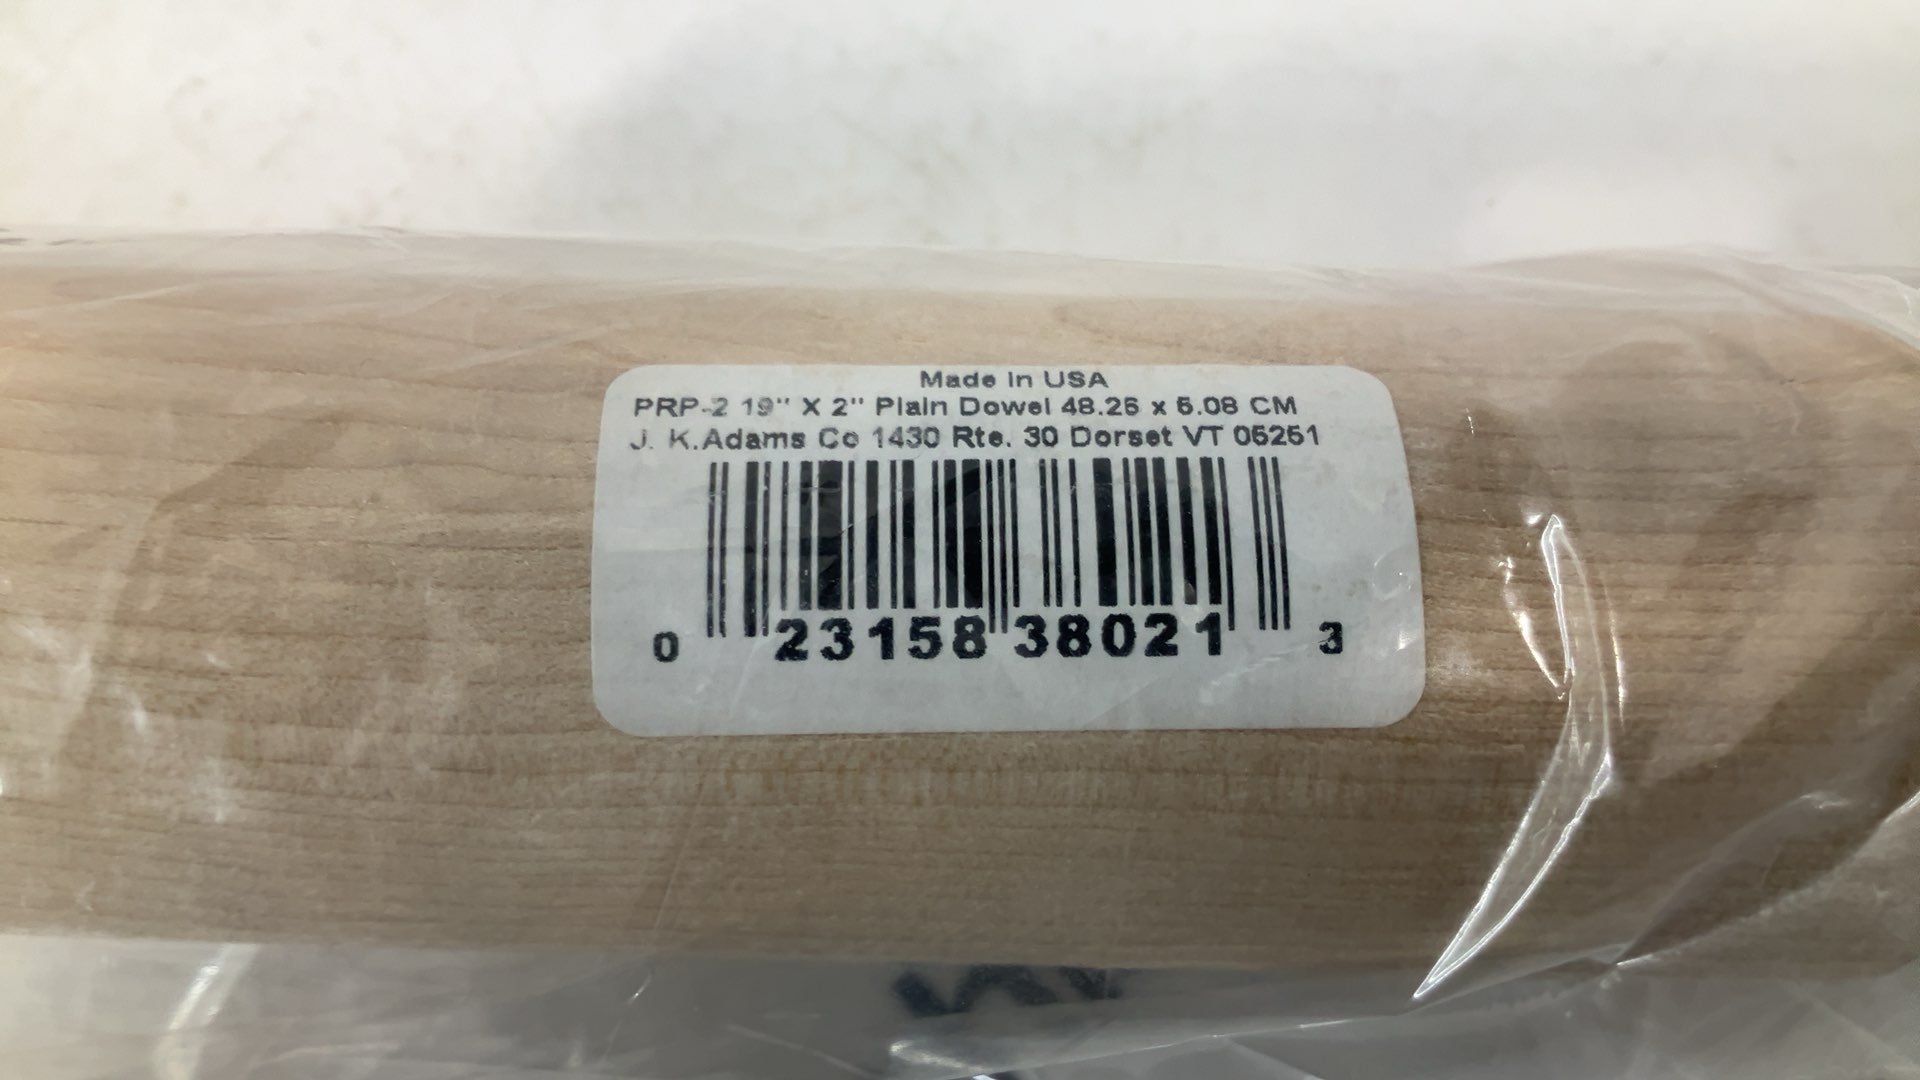 Made in USA
PRP-2 19" X 2" Plain Dowel 48.26 x 5.08 CM
J. K.Adams Co 1430 Rte. 30 Dorset VT 05251
0 23158 38021 3